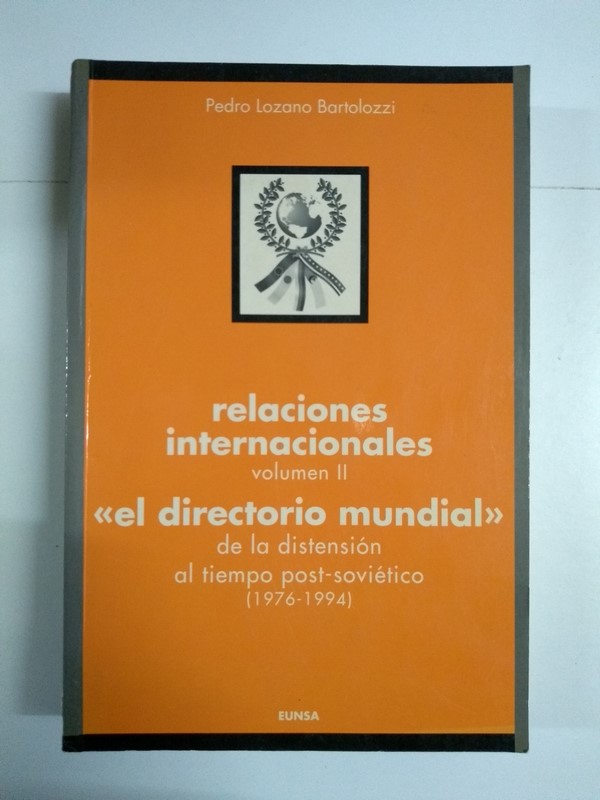 Pedro Lozano Bartolozzi
relaciones
internacionales
volumen II
«el directorio mundial»
de la distensión
al tiempo post-soviético
(1976-1994)
EUNSA